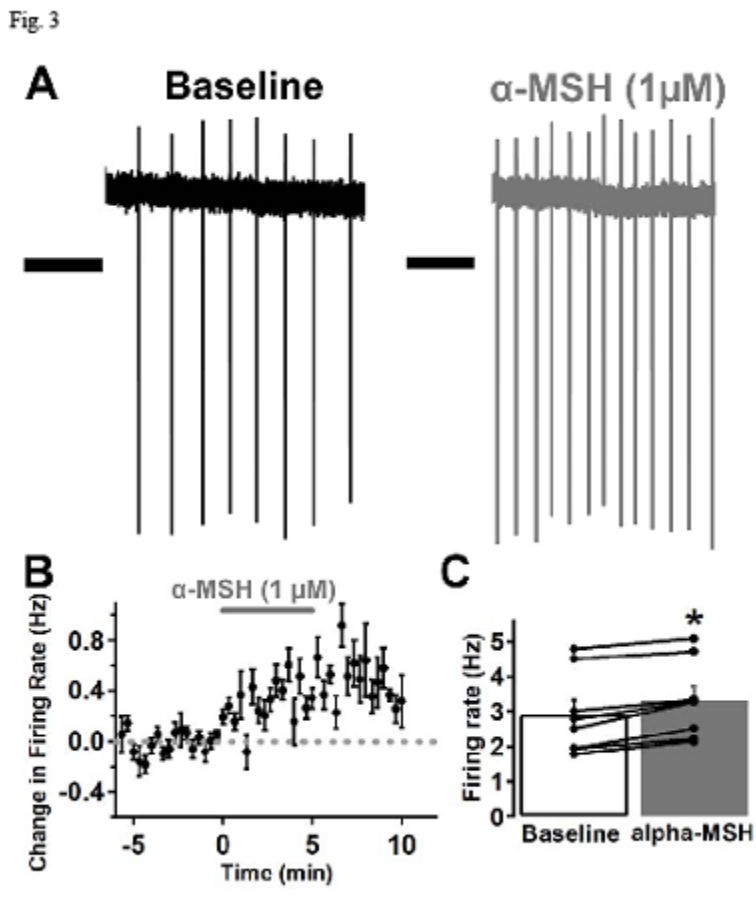 Fig. 3
A
Baseline
α-MSH (1μM)
B
α-MSH (1 μM)
Change in Firing Rate (Hz)
0.8
0.4
0.0
-0.4
-5
0
5
10
Time (min)
C
*
Firing rate (Hz)
5
4
3
2
1
0
Baseline
alpha-MSH